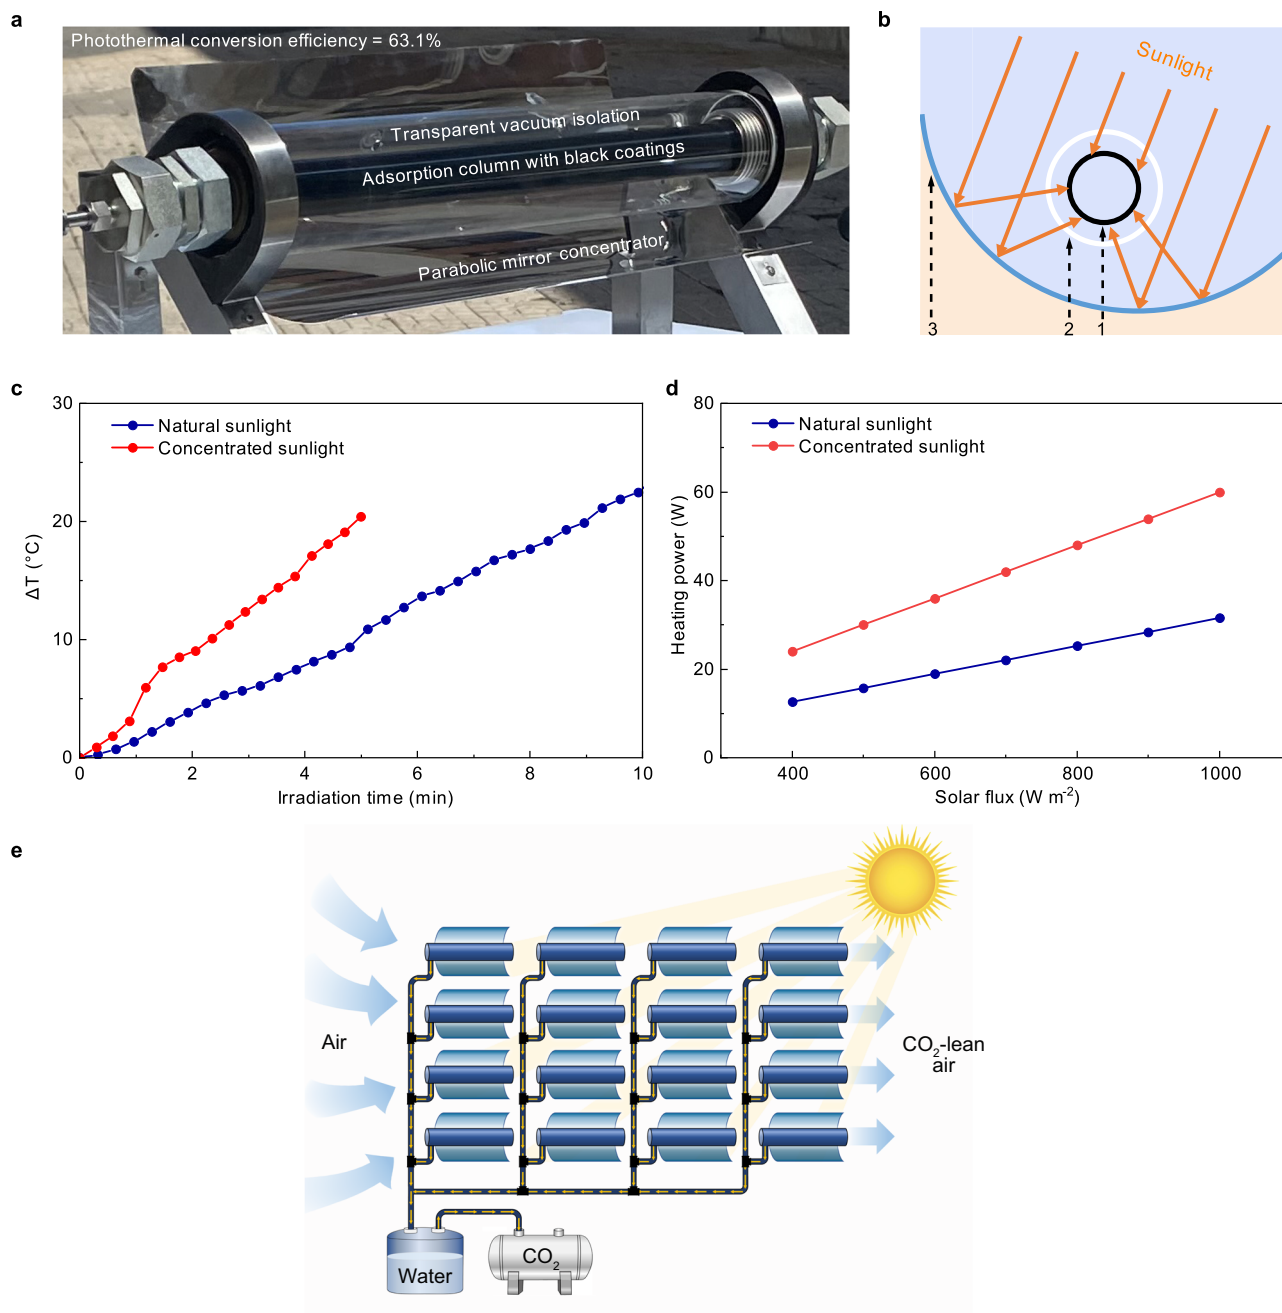 a
Photothermal conversion efficiency = 63.1%
Transparent vacuum isolation
Adsorption column with black coatings
Parabolic mirror concentrator
b
Sunlight
3
2
1
c
30
20
10
0
ΔT (°C)
Natural sunlight
Concentrated sunlight
0 2 4 6 8 10
Irradiation time (min)
d
80
60
40
20
0
Heating power (W)
Natural sunlight
Concentrated sunlight
400 600 800 1000
Solar flux (W m⁻²)
e
Air
CO₂-lean
air
Water
CO₂